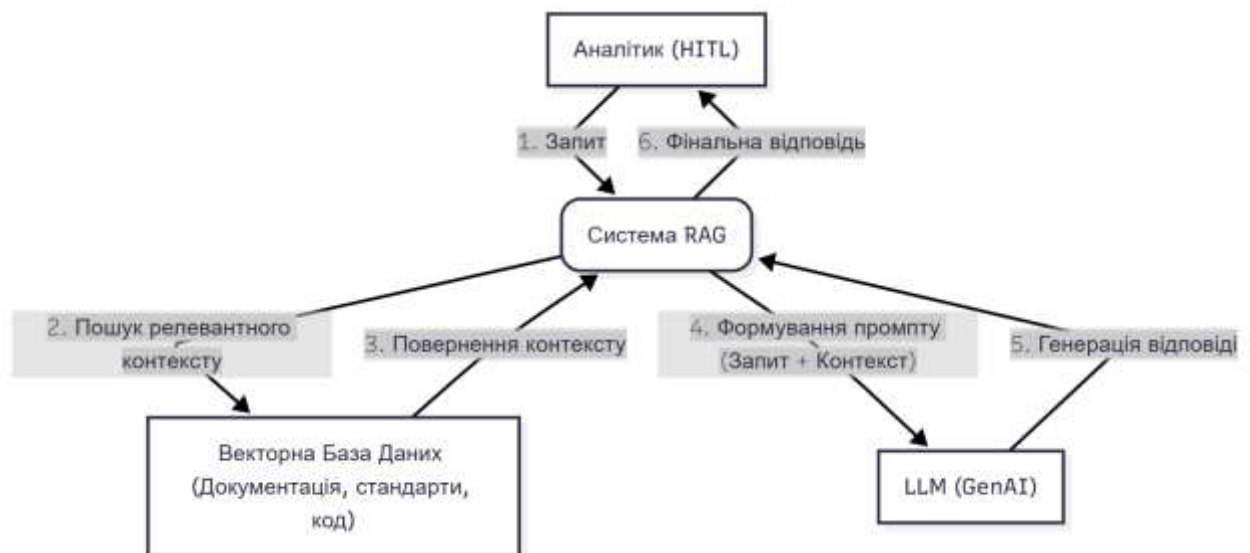 Аналітик (HITL)
1. Запит
6. Фінальна відповідь
Система RAG
2. Пошук релевантного
контексту
3. Повернення контексту
4. Формування промпту
(Запит + Контекст)
5. Генерація відповіді
Векторна База Даних
(Документація, стандарти,
код)
LLM (GenAI)